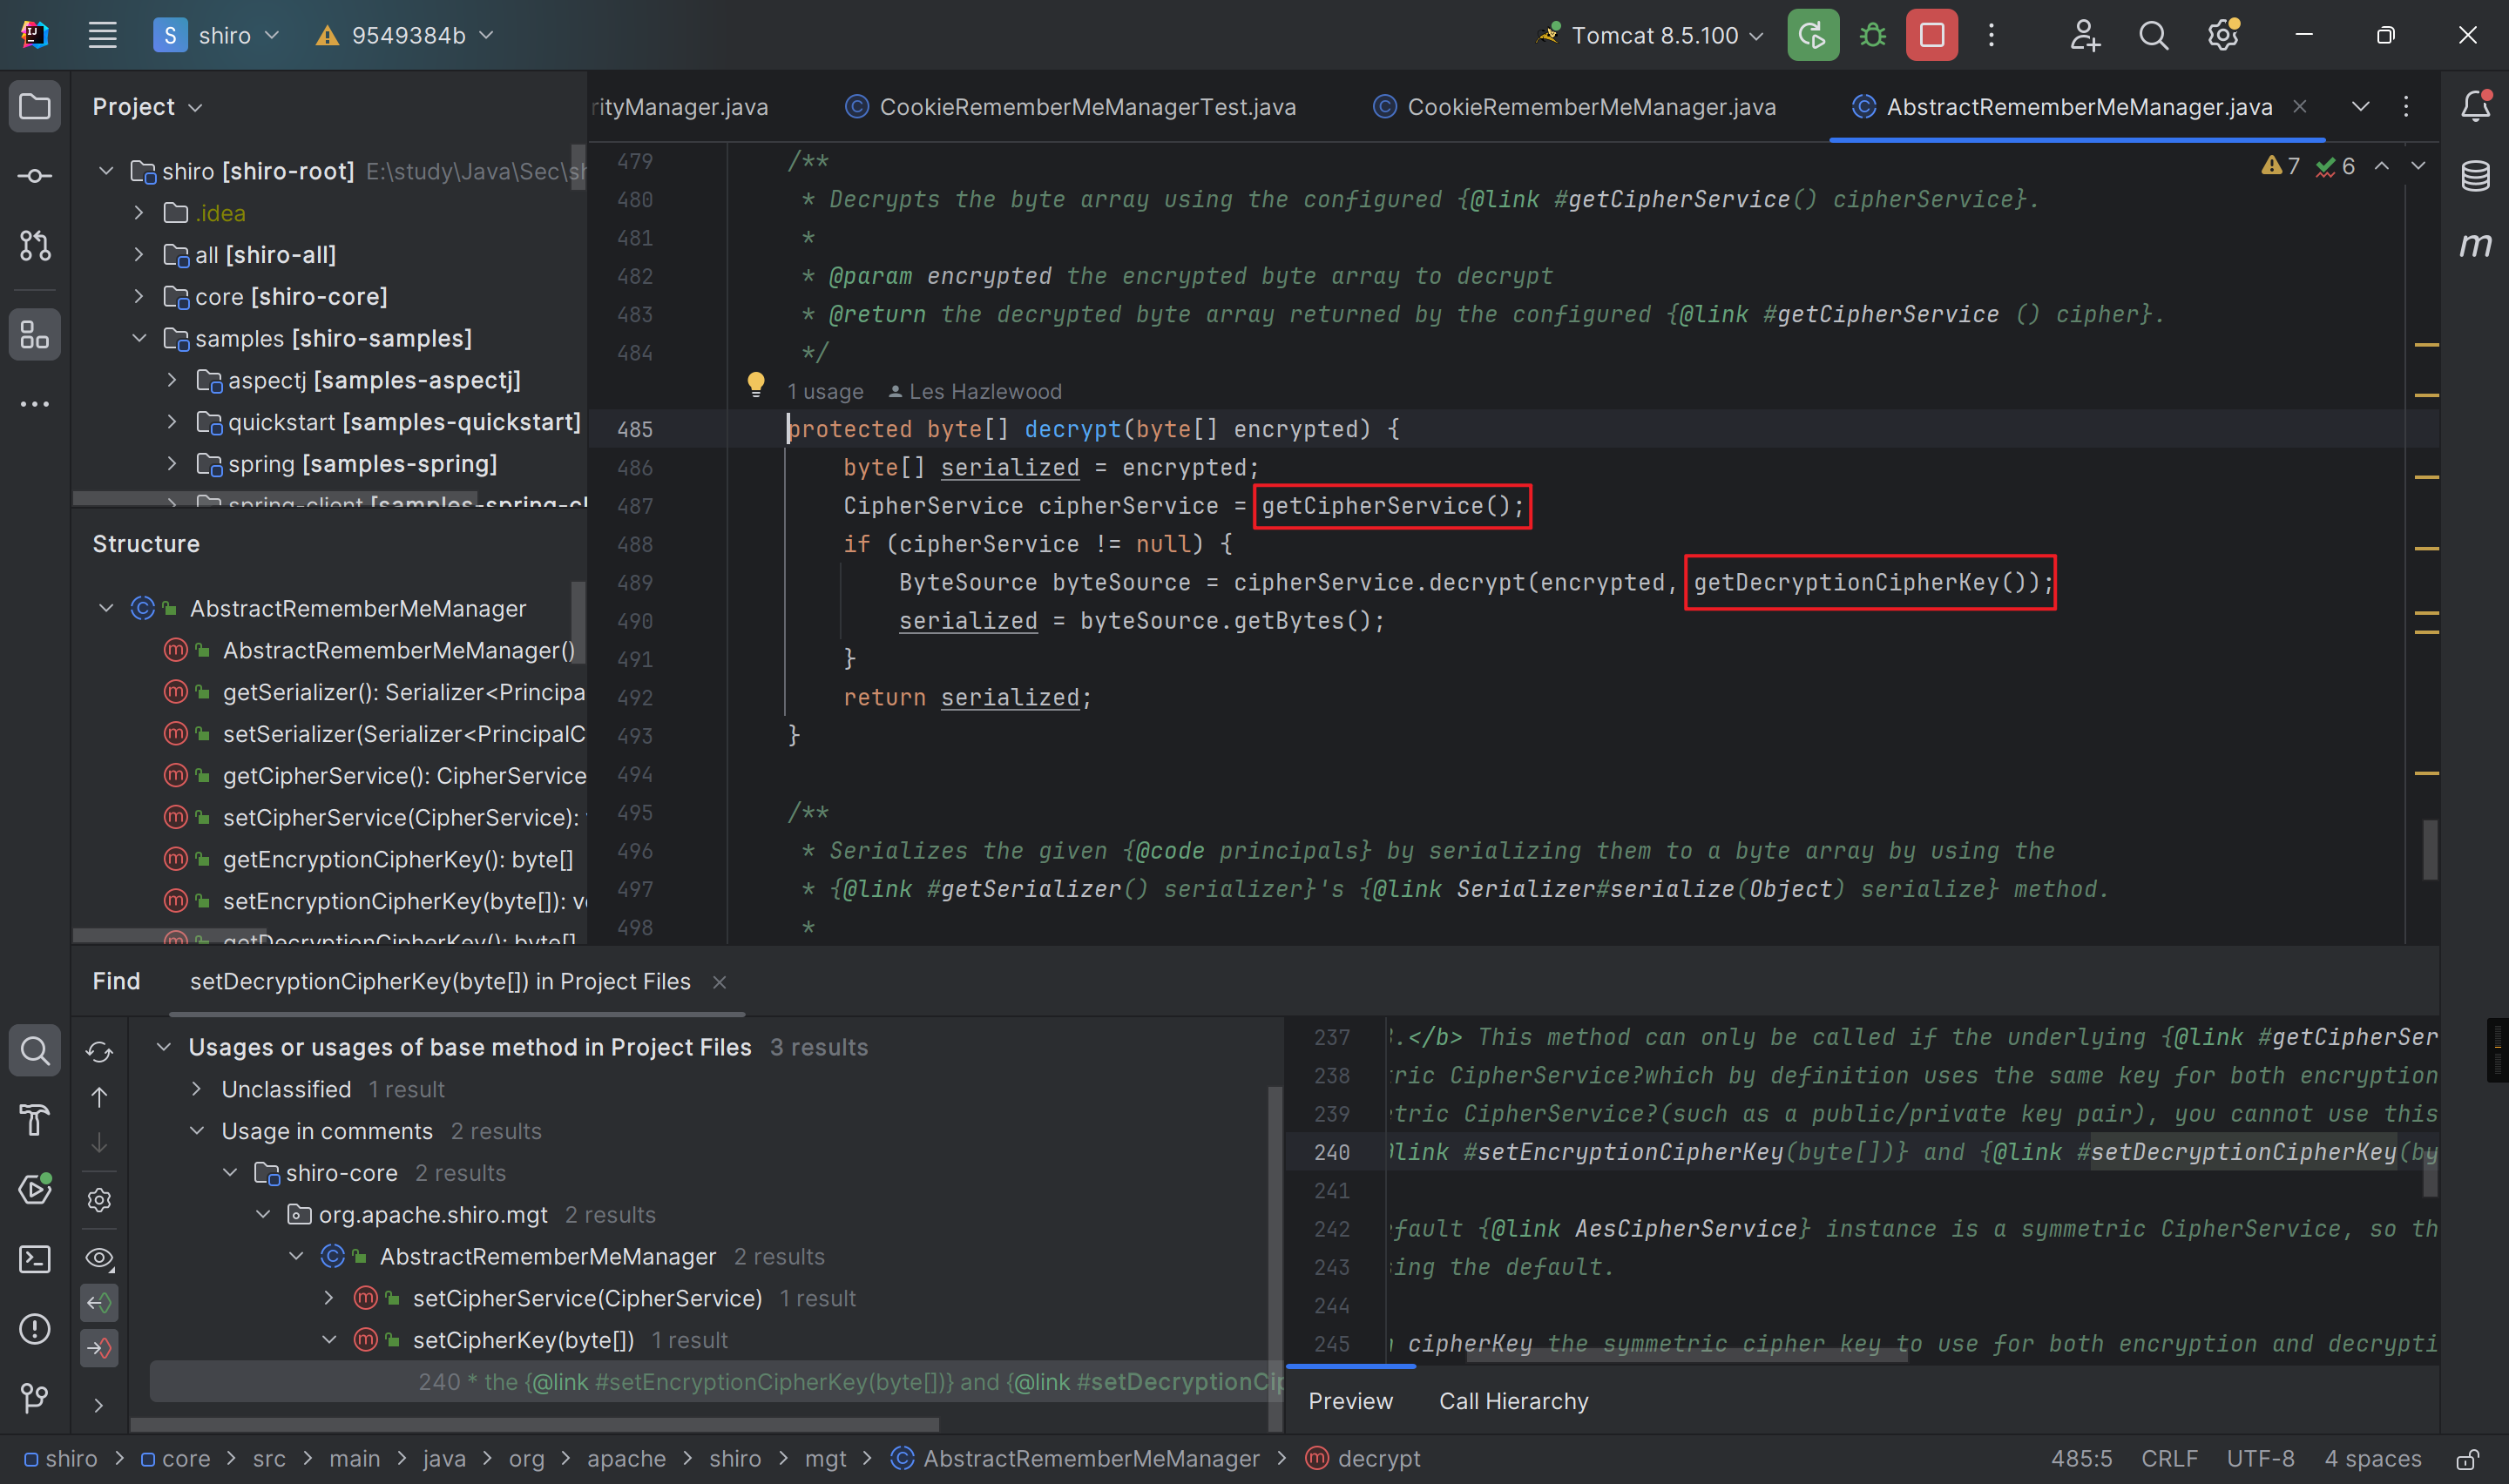 S shiro 9549384b Tomcat 8.5.100
Project
rityManager.java CookieRememberMeManagerTest.java CookieRememberMeManager.java AbstractRememberMeManager.java
shiro [shiro-root] E:\study\Java\Sec\sh
.idea
all [shiro-all]
core [shiro-core]
samples [shiro-samples]
aspectj [samples-aspectj]
quickstart [samples-quickstart]
spring [samples-spring]
spring-client [samples-spring-cl
Structure
AbstractRememberMeManager
AbstractRememberMeManager()
getSerializer(): Serializer<Principa
setSerializer(Serializer<PrincipalC
getCipherService(): CipherService
setCipherService(CipherService):
getEncryptionCipherKey(): byte[]
setEncryptionCipherKey(byte[]): v
getDecryptionCipherKey(): byte[]
7 6
479 /**
480 * Decrypts the byte array using the configured {@link #getCipherService() cipherService}.
481 *
482 * @param encrypted the encrypted byte array to decrypt
483 * @return the decrypted byte array returned by the configured {@link #getCipherService () cipher}.
484 */
1 usage Les Hazlewood
485 protected byte[] decrypt(byte[] encrypted) {
486 byte[] serialized = encrypted;
487 CipherService cipherService = getCipherService();
488 if (cipherService != null) {
489 ByteSource byteSource = cipherService.decrypt(encrypted, getDecryptionCipherKey());
490 serialized = byteSource.getBytes();
491 }
492 return serialized;
493 }
494
495 /**
496 * Serializes the given {@code principals} by serializing them to a byte array by using the
497 * {@link #getSerializer() serializer}'s {@link Serializer#serialize(Object) serialize} method.
498 *
Find setDecryptionCipherKey(byte[]) in Project Files
Usages or usages of base method in Project Files 3 results
Unclassified 1 result
Usage in comments 2 results
shiro-core 2 results
org.apache.shiro.mgt 2 results
AbstractRememberMeManager 2 results
setCipherService(CipherService) 1 result
setCipherKey(byte[]) 1 result
240 * the {@link #setEncryptionCipherKey(byte[])} and {@link #setDecryptionCip
237 .</b> This method can only be called if the underlying {@link #getCipherSer
238 ric CipherService?which by definition uses the same key for both encryption
239 tric CipherService?(such as a public/private key pair), you cannot use this
240 link #setEncryptionCipherKey(byte[])} and {@link #setDecryptionCipherKey(by
241
242 efault {@link AesCipherService} instance is a symmetric CipherService, so th
243 ing the default.
244
245 cipherKey the symmetric cipher key to use for both encryption and decrypti
Preview Call Hierarchy
shiro > core > src > main > java > org > apache > shiro > mgt > AbstractRememberMeManager > decrypt 485:5 CRLF UTF-8 4 spaces